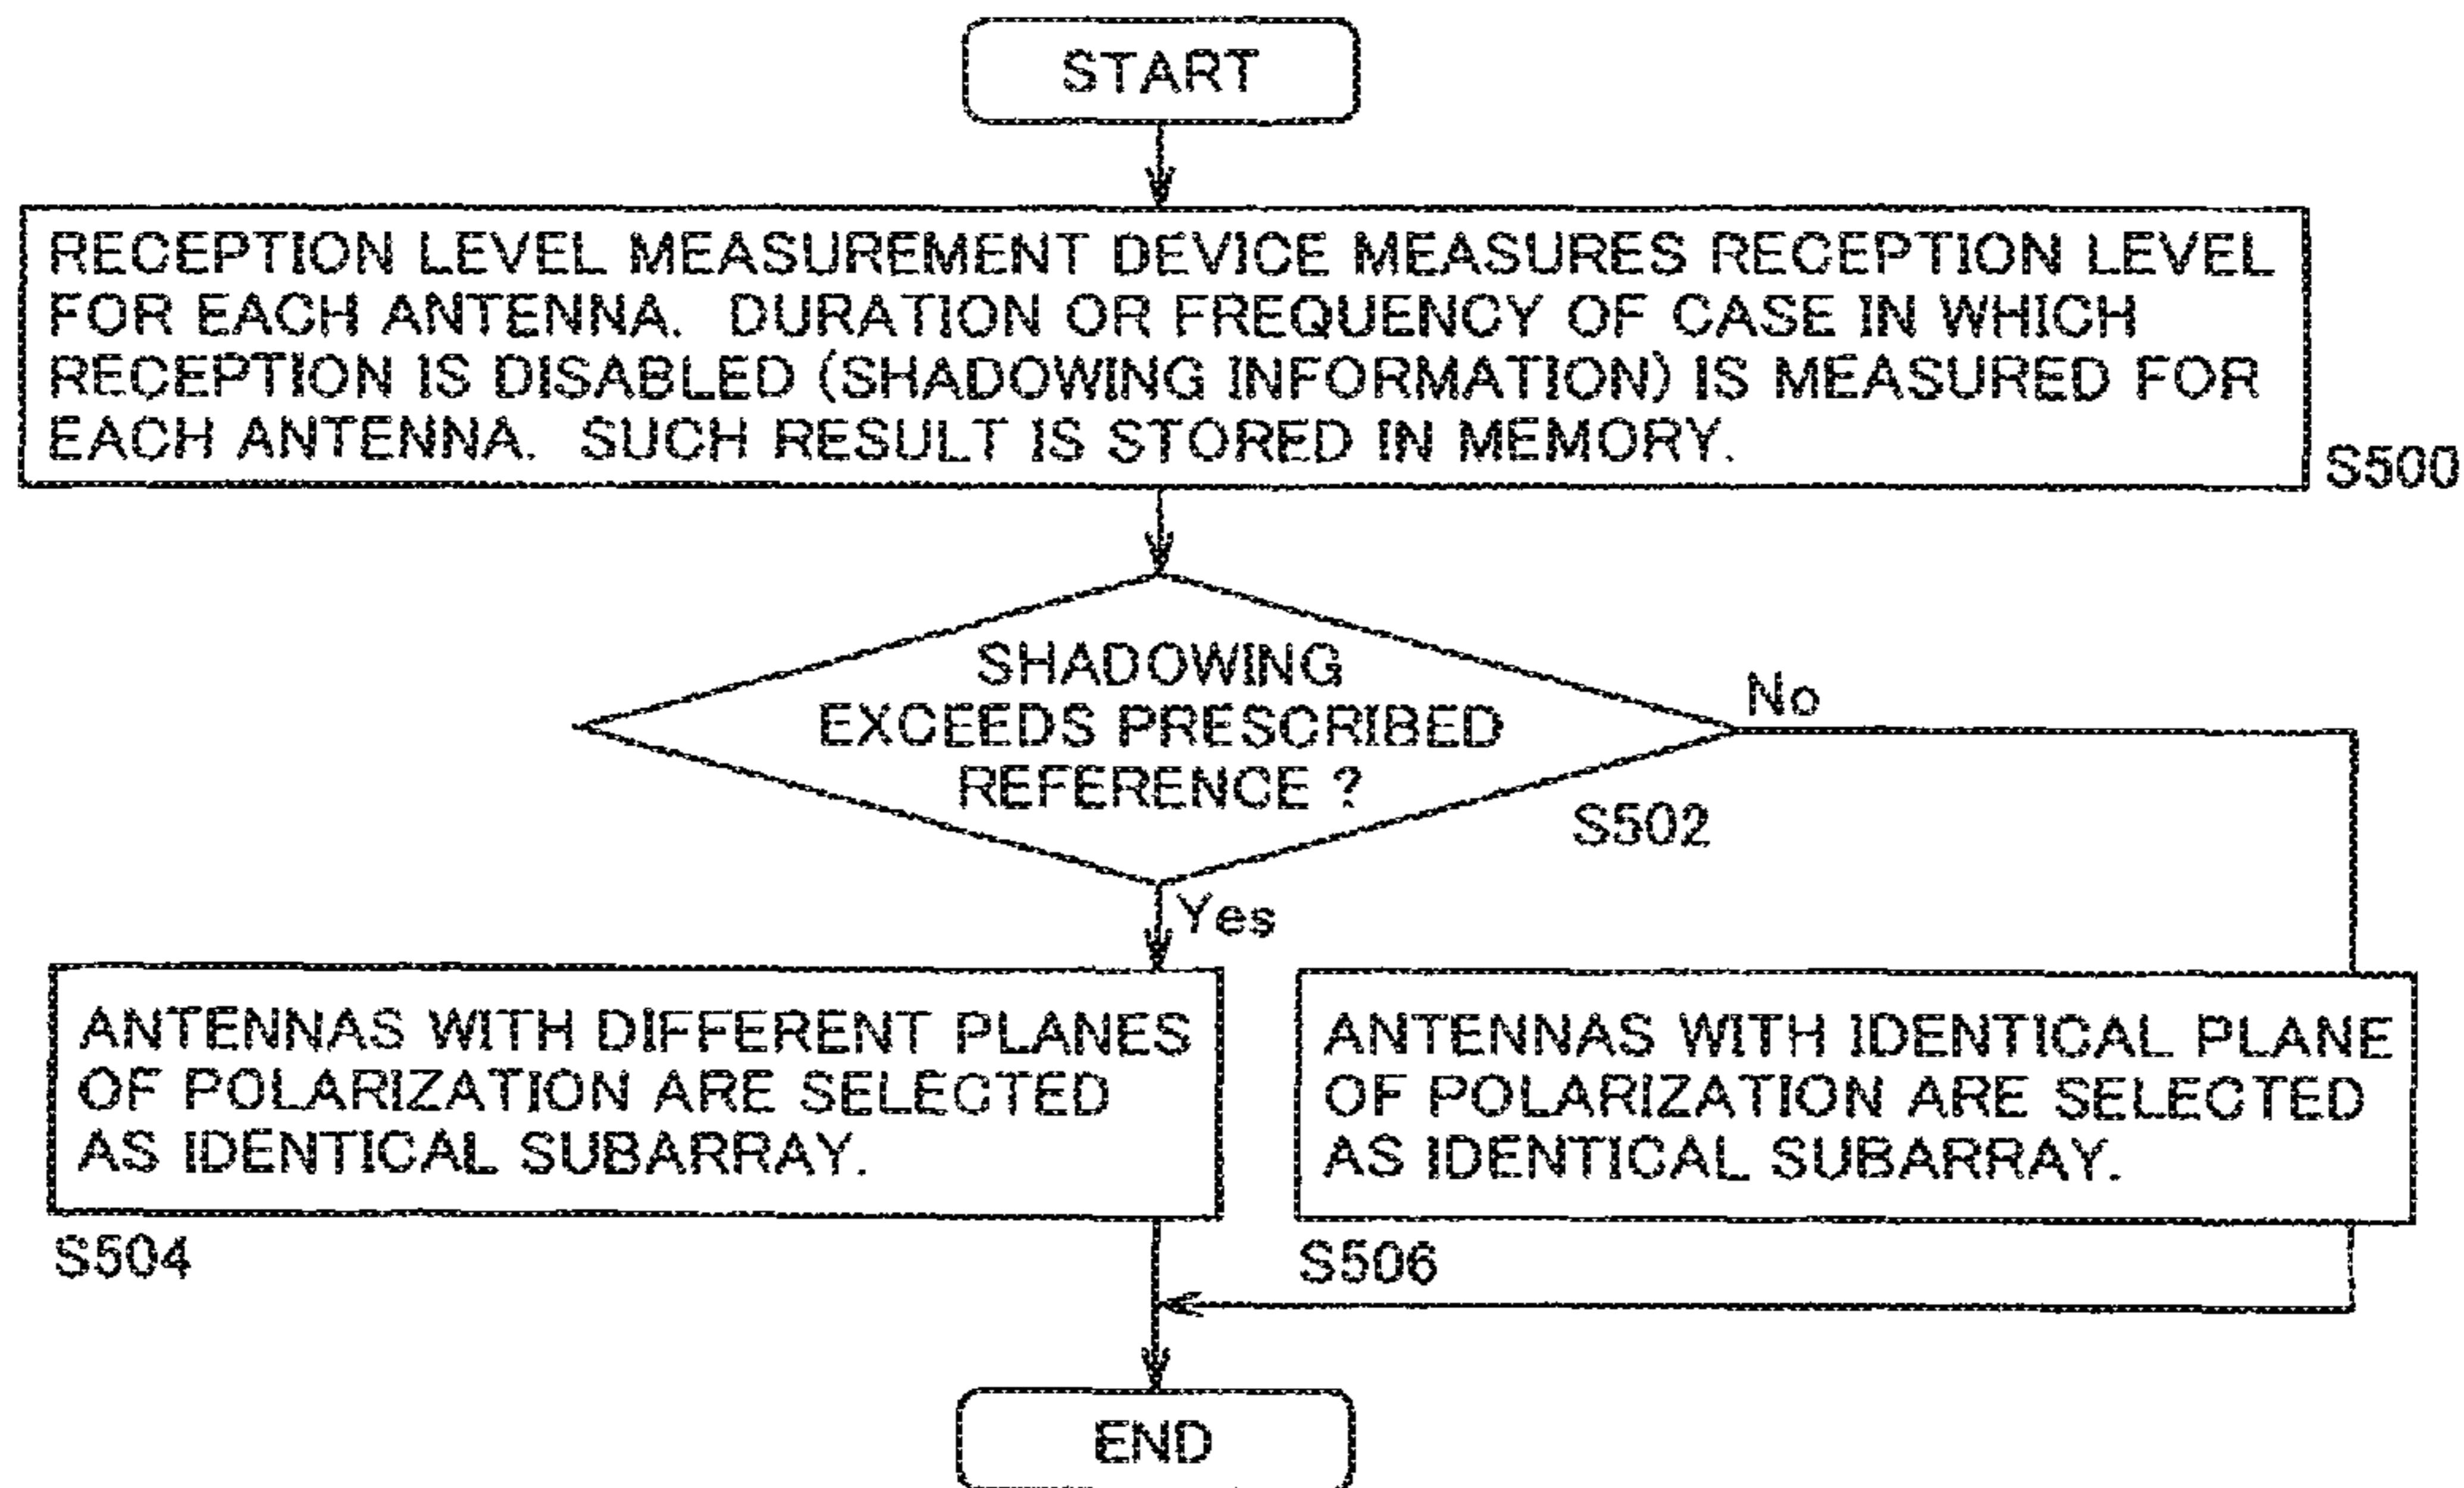 START
RECEPTION LEVEL MEASUREMENT DEVICE MEASURES RECEPTION LEVEL
FOR EACH ANTENNA. DURATION OR FREQUENCY OF CASE IN WHICH
RECEPTION IS DISABLED (SHADOWING INFORMATION) IS MEASURED FOR
EACH ANTENNA. SUCH RESULT IS STORED IN MEMORY.
S500
SHADOWING
EXCEEDS PRESCRIBED
REFERENCE ?
No
S502
Yes
ANTENNAS WITH DIFFERENT PLANES
OF POLARIZATION ARE SELECTED
AS IDENTICAL SUBARRAY.
S504
ANTENNAS WITH IDENTICAL PLANE
OF POLARIZATION ARE SELECTED
AS IDENTICAL SUBARRAY.
S506
END